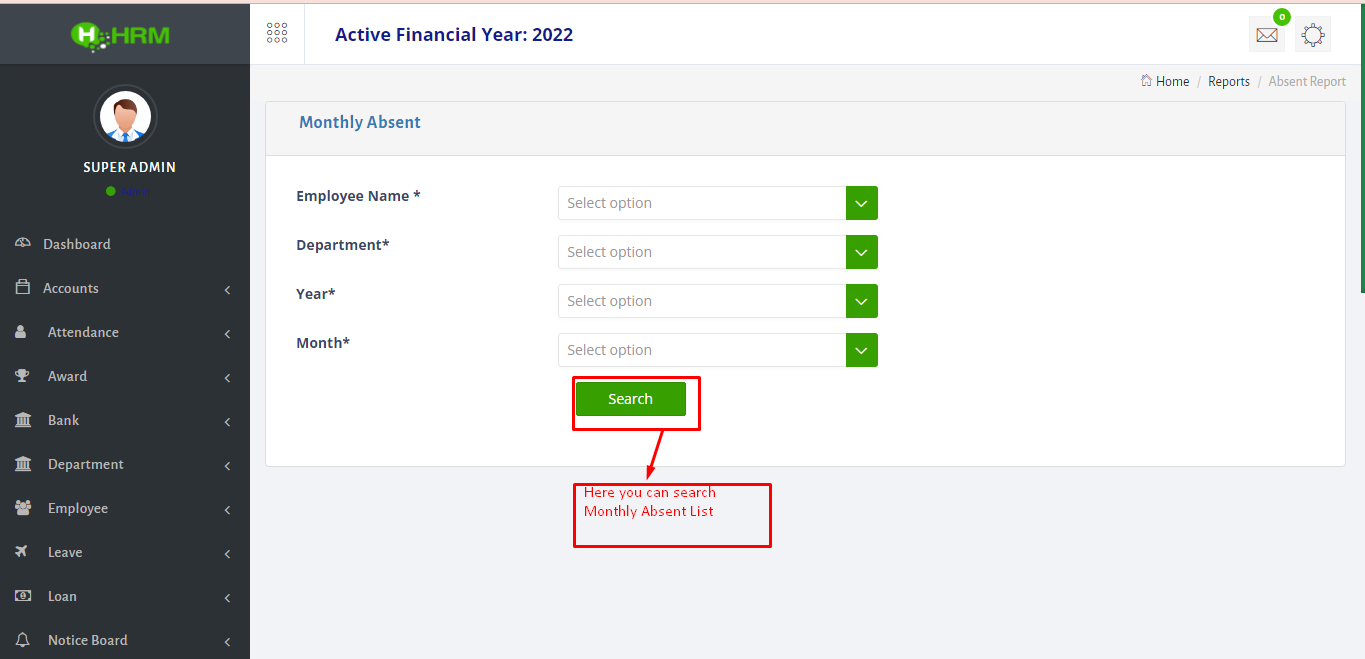 HRM
Active Financial Year: 2022
0
Home / Reports / Absent Report
SUPER ADMIN
Dashboard
Accounts
Attendance
Award
Bank
Department
Employee
Leave
Loan
Notice Board
Monthly Absent
Employee Name *
Select option
Department*
Select option
Year*
Select option
Month*
Select option
Search
Here you can search
Monthly Absent List